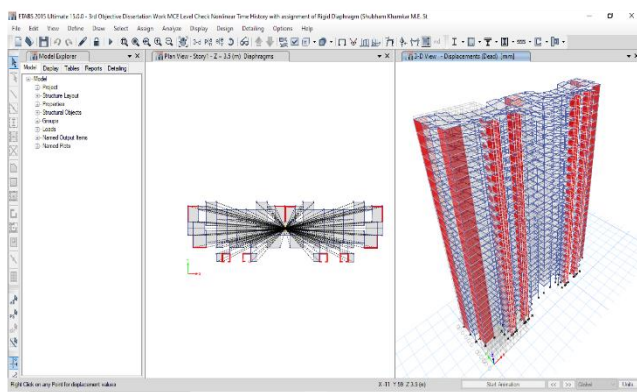 ETABS 2015 Ultimate 15.0.0 - 3rd Objective Dissertation Work MCE Level Check Nonlinear Time History with assignment of Rigid Diaphragm (Shubham Khamkar M.E. St
File Edit View Define Draw Select Assign Analyze Display Design Detailing Options Help
Model Explorer
Plan View - Story1 - Z = 3.5 (m) Diaphragms
3-D View - Displacements (Dead) [mm]
Model Display Tables Reports Detailing
Model
Project
Structure Layout
Properties
Structural Objects
Groups
Loads
Named Output Items
Named Plots
Right Click on any Point for displacement values
Start Animation
<< >>
Global
Units